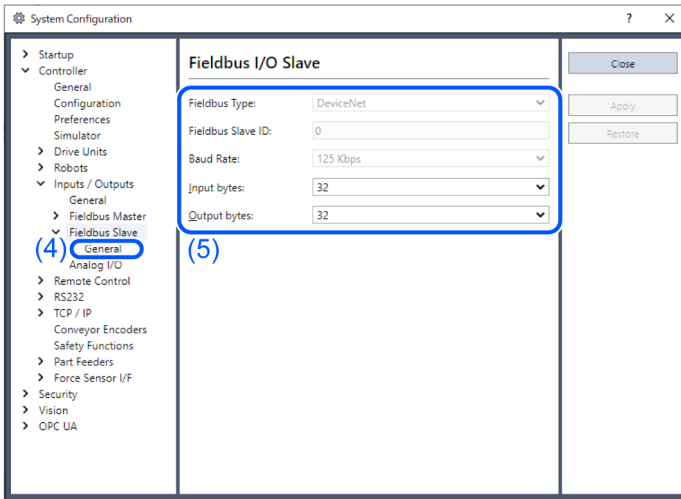 System Configuration
?
Startup
Controller
General
Configuration
Preferences
Simulator
Drive Units
Robots
Inputs / Outputs
General
Fieldbus Master
Fieldbus Slave
(4) General
Analog I/O
Remote Control
RS232
TCP / IP
Conveyor Encoders
Safety Functions
Part Feeders
Force Sensor I/F
Security
Vision
OPC UA
Fieldbus I/O Slave
Fieldbus Type: DeviceNet
Fieldbus Slave ID: 0
Baud Rate: 125 Kbps
Input bytes: 32
Output bytes: 32
(5)
Close
Apply
Restore